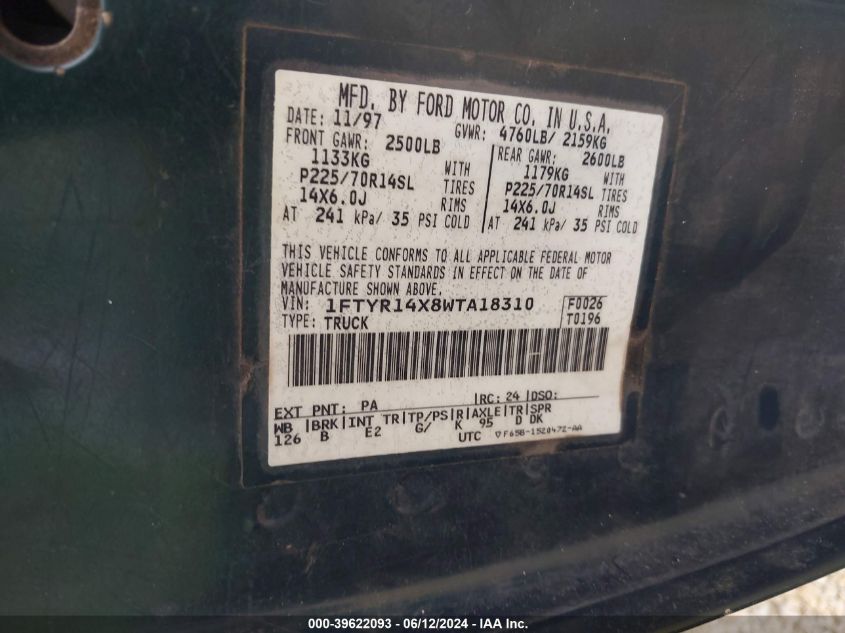 MFD. BY FORD MOTOR CO. IN U.S.A.
DATE: 11/97 GVWR: 4760LB/ 2159KG
FRONT GAWR: 2500LB REAR GAWR: 2600LB
1133KG WITH 1179KG WITH
P225/70R14SL TIRES P225/70R14SL TIRES
14X6.0J RIMS 14X6.0J RIMS
AT 241 kPa/ 35 PSI COLD AT 241 kPa/ 35 PSI COLD
THIS VEHICLE CONFORMS TO ALL APPLICABLE FEDERAL MOTOR
VEHICLE SAFETY STANDARDS IN EFFECT ON THE DATE OF
MANUFACTURE SHOWN ABOVE.
VIN: 1FTYR14X8WTA18310 F0026
TYPE: TRUCK T0196
EXT PNT: PA RC: 24 DSO:
WB BRK INT TR TP/PS R AXLE TR SPR
126 B E2 G/ K 95 D DK
UTC ▽F65B-1520472-AA
000-39622093 - 06/12/2024 - IAA Inc.